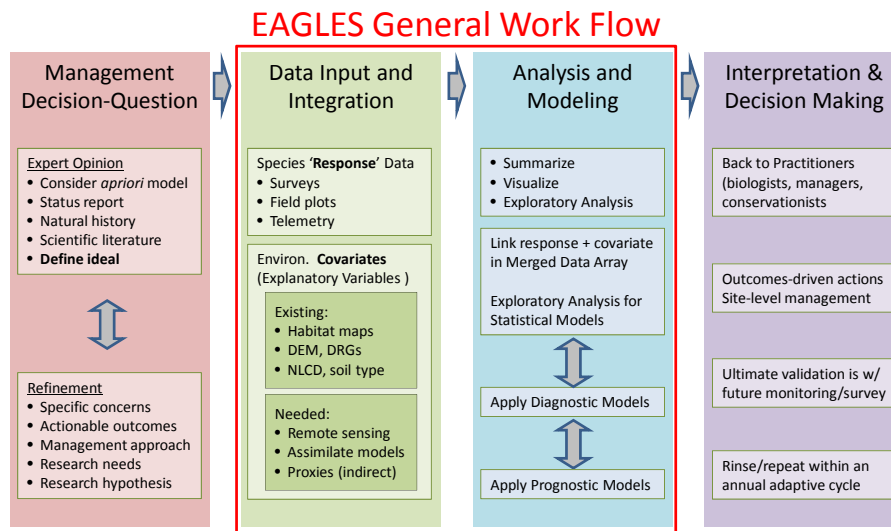 EAGLES General Work Flow
Management
Decision-Question
Expert Opinion
• Consider apriori model
• Status report
• Natural history
• Scientific literature
• Define ideal
Refinement
• Specific concerns
• Actionable outcomes
• Management approach
• Research needs
• Research hypothesis
Data Input and
Integration
Species ‘Response’ Data
• Surveys
• Field plots
• Telemetry
Environ. Covariates
(Explanatory Variables )
Existing:
• Habitat maps
• DEM, DRGs
• NLCD, soil type
Needed:
• Remote sensing
• Assimilate models
• Proxies (indirect)
Analysis and
Modeling
• Summarize
• Visualize
• Exploratory Analysis
Link response + covariate
in Merged Data Array
Exploratory Analysis for
Statistical Models
Apply Diagnostic Models
Apply Prognostic Models
Interpretation &
Decision Making
Back to Practitioners
(biologists, managers,
conservationists
Outcomes-driven actions
Site-level management
Ultimate validation is w/
future monitoring/survey
Rinse/repeat within an
annual adaptive cycle